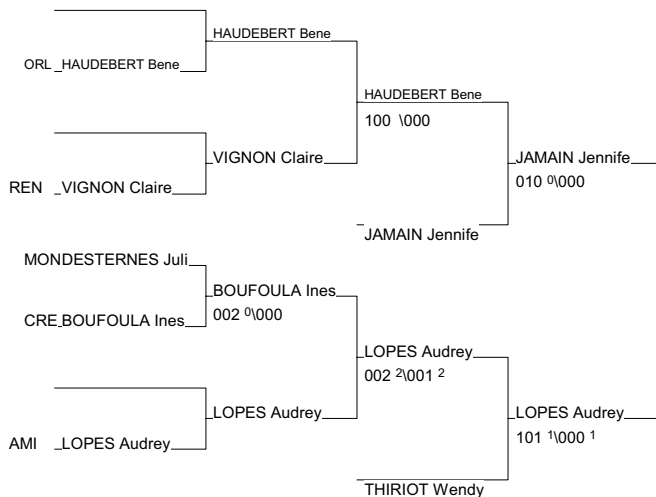 HAUDEBERT Bene
ORL HAUDEBERT Bene
HAUDEBERT Bene
100 \000
VIGNON Claire
JAMAIN Jennife
010 0\000
REN VIGNON Claire
JAMAIN Jennife
MONDESTERNES Juli
BOUFOULA Ines
002 0\000
CRE BOUFOULA Ines
LOPES Audrey
002 2\001 2
LOPES Audrey
LOPES Audrey
101 1\000 1
AMI LOPES Audrey
THIRIOT Wendy